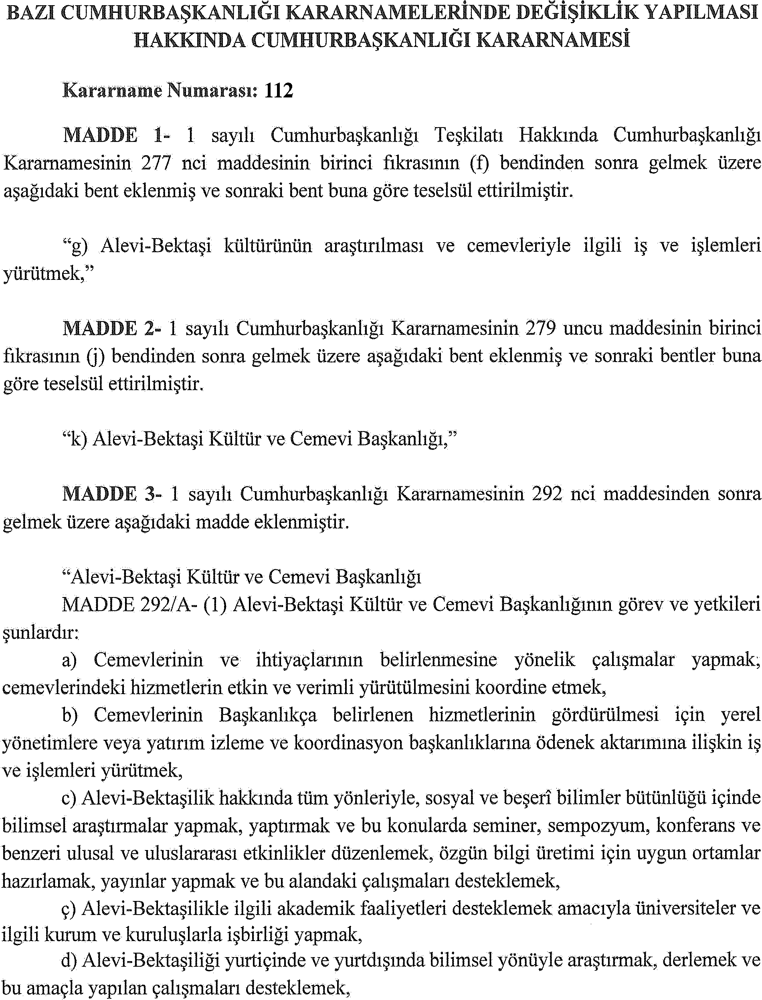 BAZI CUMHURBAŞKANLIĞI KARARNAMELERİNDE DEĞİŞİKLİK YAPILMASI
HAKKINDA CUMHURBAŞKANLIĞI KARARNAMESİ
Kararname Numarası: 112
MADDE 1- 1 sayılı Cumhurbaşkanlığı Teşkilatı Hakkında Cumhurbaşkanlığı
Kararnamesinin 277 nci maddesinin birinci fıkrasının (f) bendinden sonra gelmek üzere
aşağıdaki bent eklenmiş ve sonraki bent buna göre teselsül ettirilmiştir.
“g) Alevi-Bektaşi kültürünün araştırılması ve cemevleriyle ilgili iş ve işlemleri
yürütmek,”
MADDE 2- 1 sayılı Cumhurbaşkanlığı Kararnamesinin 279 uncu maddesinin birinci
fıkrasının (j) bendinden sonra gelmek üzere aşağıdaki bent eklenmiş ve sonraki bentler buna
göre teselsül ettirilmiştir.
“k) Alevi-Bektaşi Kültür ve Cemevi Başkanlığı,”
MADDE 3- 1 sayılı Cumhurbaşkanlığı Kararnamesinin 292 nci maddesinden sonra
gelmek üzere aşağıdaki madde eklenmiştir.
“Alevi-Bektaşi Kültür ve Cemevi Başkanlığı
MADDE 292/A- (1) Alevi-Bektaşi Kültür ve Cemevi Başkanlığının görev ve yetkileri
şunlardır:
a) Cemevlerinin ve ihtiyaçlarının belirlenmesine yönelik çalışmalar yapmak,
cemevlerindeki hizmetlerin etkin ve verimli yürütülmesini koordine etmek,
b) Cemevlerinin Başkanlıkça belirlenen hizmetlerinin gördürülmesi için yerel
yönetimlere veya yatırım izleme ve koordinasyon başkanlıklarına ödenek aktarımına ilişkin iş
ve işlemleri yürütmek,
c) Alevi-Bektaşilik hakkında tüm yönleriyle, sosyal ve beşerî bilimler bütünlüğü içinde
bilimsel araştırmalar yapmak, yaptırmak ve bu konularda seminer, sempozyum, konferans ve
benzeri ulusal ve uluslararası etkinlikler düzenlemek, özgün bilgi üretimi için uygun ortamlar
hazırlamak, yayınlar yapmak ve bu alandaki çalışmaları desteklemek,
ç) Alevi-Bektaşilikle ilgili akademik faaliyetleri desteklemek amacıyla üniversiteler ve
ilgili kurum ve kuruluşlarla işbirliği yapmak,
d) Alevi-Bektaşiliği yurtiçinde ve yurtdışında bilimsel yönüyle araştırmak, derlemek ve
bu amaçla yapılan çalışmaları desteklemek,